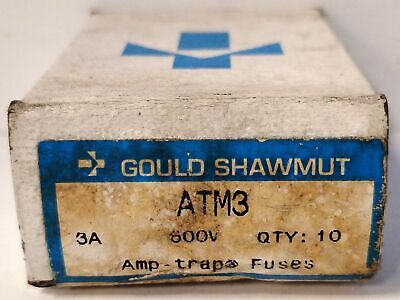 GOULD SHAWMUT
ATM3
3A 600V QTY: 10
Amp-trap® Fuses